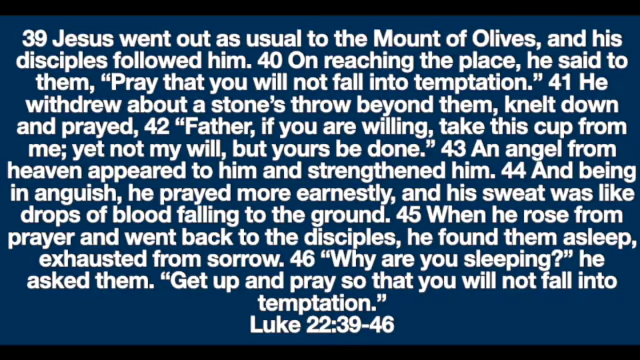 39 Jesus went out as usual to the Mount of Olives, and his
disciples followed him. 40 On reaching the place, he said to
them, “Pray that you will not fall into temptation.” 41 He
withdrew about a stone’s throw beyond them, knelt down
and prayed, 42 “Father, if you are willing, take this cup from
me; yet not my will, but yours be done.” 43 An angel from
heaven appeared to him and strengthened him. 44 And being
in anguish, he prayed more earnestly, and his sweat was like
drops of blood falling to the ground. 45 When he rose from
prayer and went back to the disciples, he found them asleep,
exhausted from sorrow. 46 “Why are you sleeping?” he
asked them. “Get up and pray so that you will not fall into
temptation.”
Luke 22:39-46